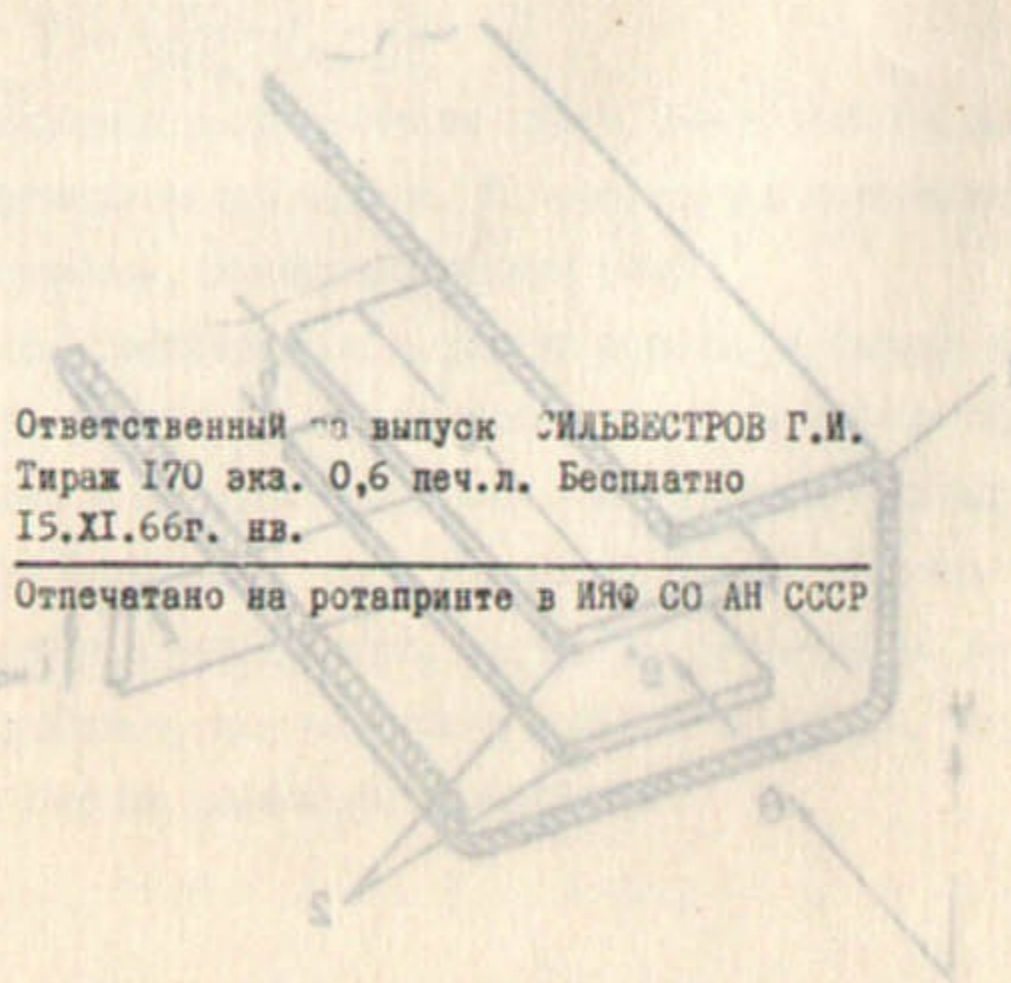 Ответственный за выпуск СИЛЬВЕСТРОВ Г.И.
Тираж 170 экз. 0,6 печ.л. Бесплатно
15.XI.66г. нв.
Отпечатано на ротапринте в ИЯФ СО АН СССР